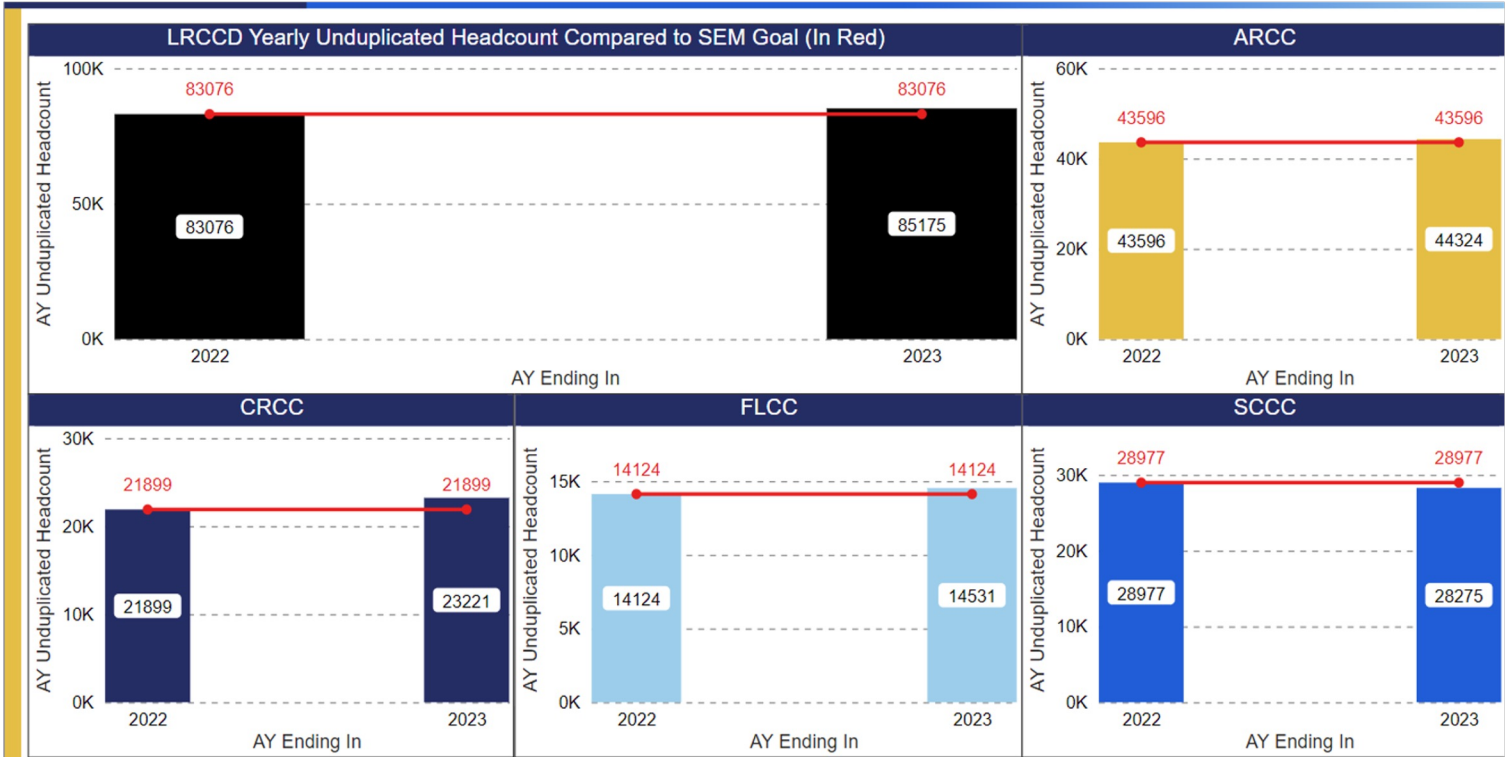 LRCCD Yearly Unduplicated Headcount Compared to SEM Goal (In Red)
AY Unduplicated Headcount
100K
50K
0K
83076
83076
83076
85175
2022
2023
AY Ending In
ARCC
AY Unduplicated Headcount
60K
40K
20K
0K
43596
43596
43596
44324
2022
2023
AY Ending In
CRCC
AY Unduplicated Headcount
30K
20K
10K
0K
21899
21899
21899
23221
2022
2023
AY Ending In
FLCC
AY Unduplicated Headcount
15K
10K
5K
0K
14124
14124
14124
14531
2022
2023
AY Ending In
SCCC
AY Unduplicated Headcount
30K
20K
10K
0K
28977
28977
28977
28275
2022
2023
AY Ending In